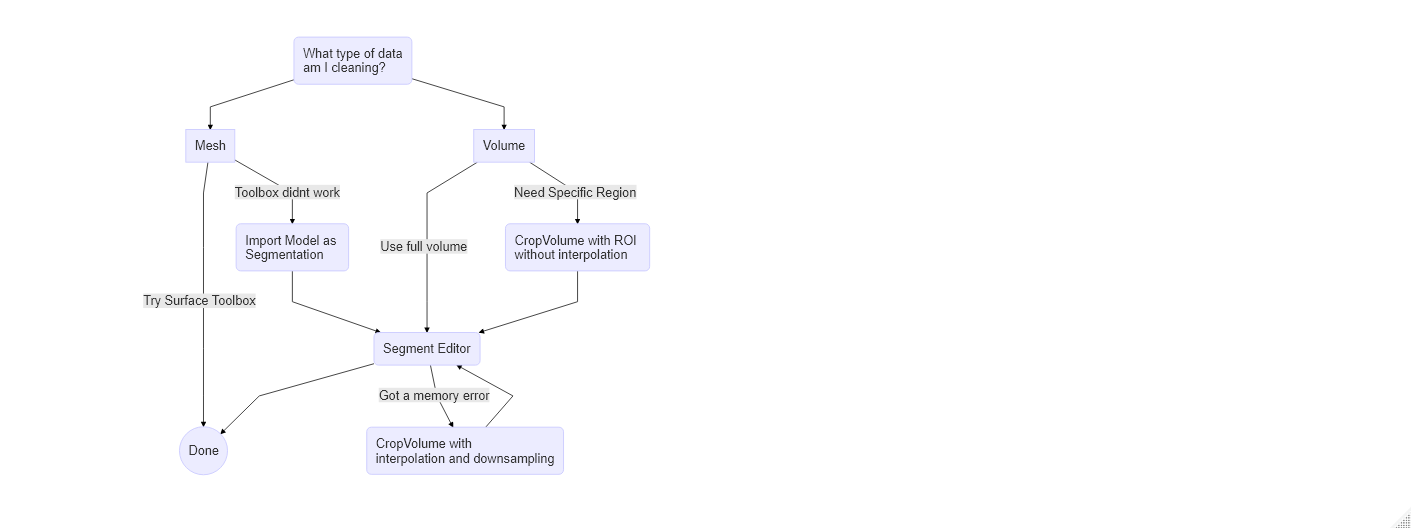 What type of data
am I cleaning?
Mesh
Volume
Toolbox didnt work
Need Specific Region
Import Model as
Segmentation
Use full volume
CropVolume with ROI
without interpolation
Try Surface Toolbox
Segment Editor
Got a memory error
Done
CropVolume with
interpolation and downsampling